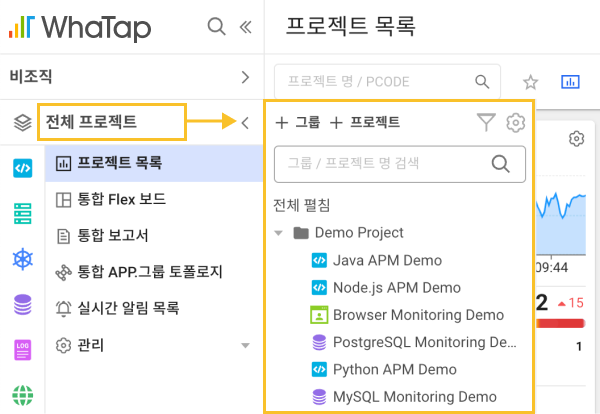 WhaTap
비조직
전체 프로젝트
프로젝트 목록
통합 Flex 보드
통합 보고서
통합 APP.그룹 토폴로지
실시간 알림 목록
관리
LOG
프로젝트 목록
프로젝트 명 / PCODE
+ 그룹 + 프로젝트
그룹 / 프로젝트 명 검색
전체 펼침
Demo Project
Java APM Demo
Node.js APM Demo
Browser Monitoring Demo
PostgreSQL Monitoring De...
Python APM Demo
MySQL Monitoring Demo
09:44
2 ▲ 15
1